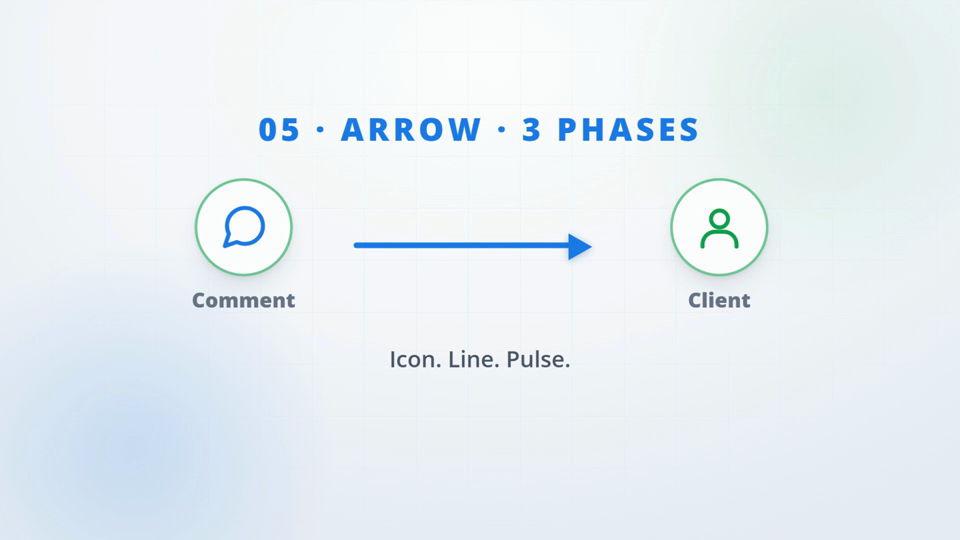 05 · ARROW · 3 PHASES
Comment
Client
Icon. Line. Pulse.